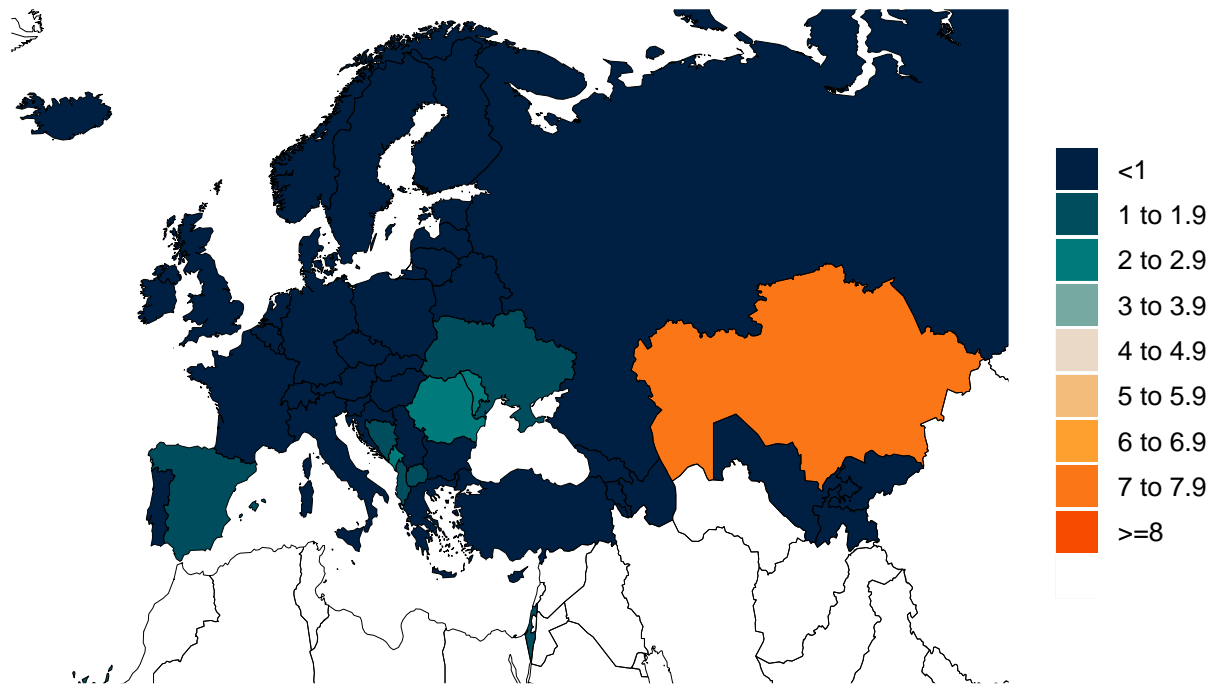 <1
1 to 1.9
2 to 2.9
3 to 3.9
4 to 4.9
5 to 5.9
6 to 6.9
7 to 7.9
>=8